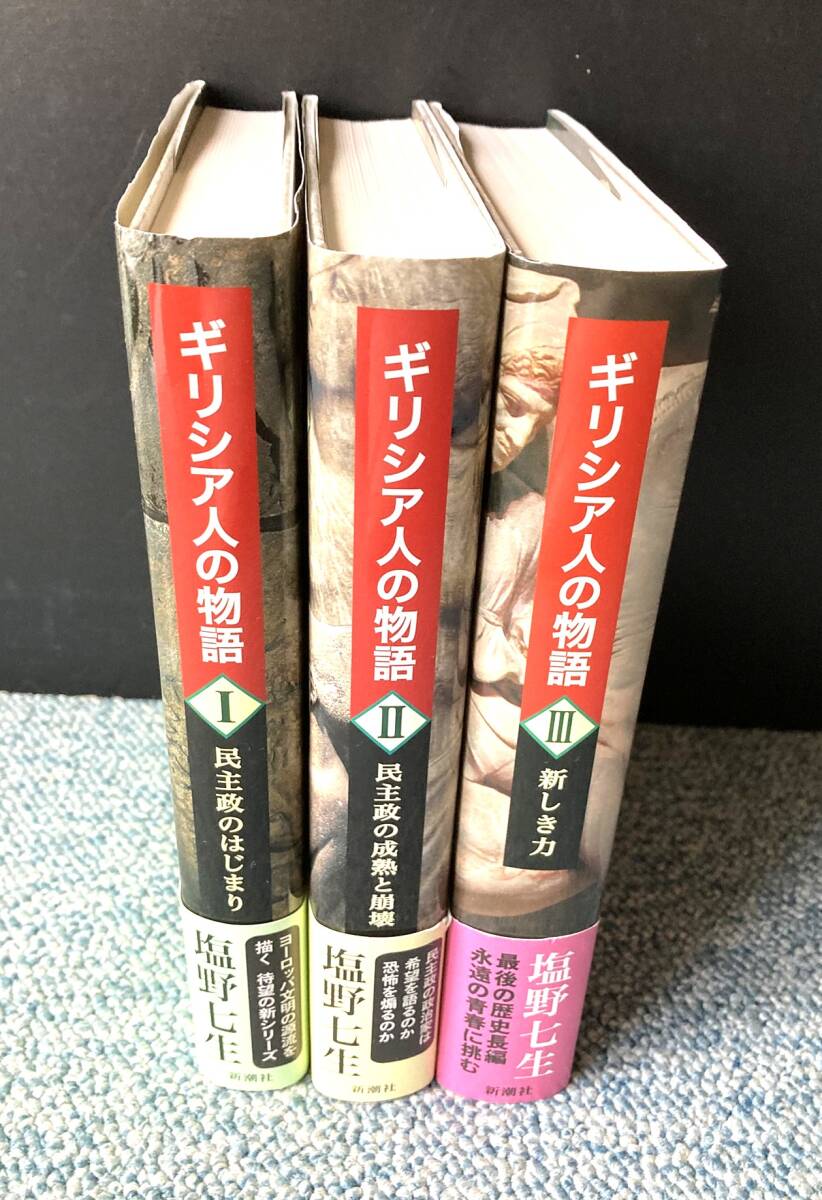 ギリシア人の物語
I
民主政のはじまり
ヨーロッパ文明の源流を
描く 待望の新シリーズ
塩野七生
新潮社
ギリシア人の物語
II
民主政の成熟と崩壊
民主政の政治家は
希望を語るのか
恐怖を煽るのか
塩野七生
新潮社
ギリシア人の物語
III
新しき力
塩野七生
最後の歴史長編
永遠の青春に挑む
新潮社